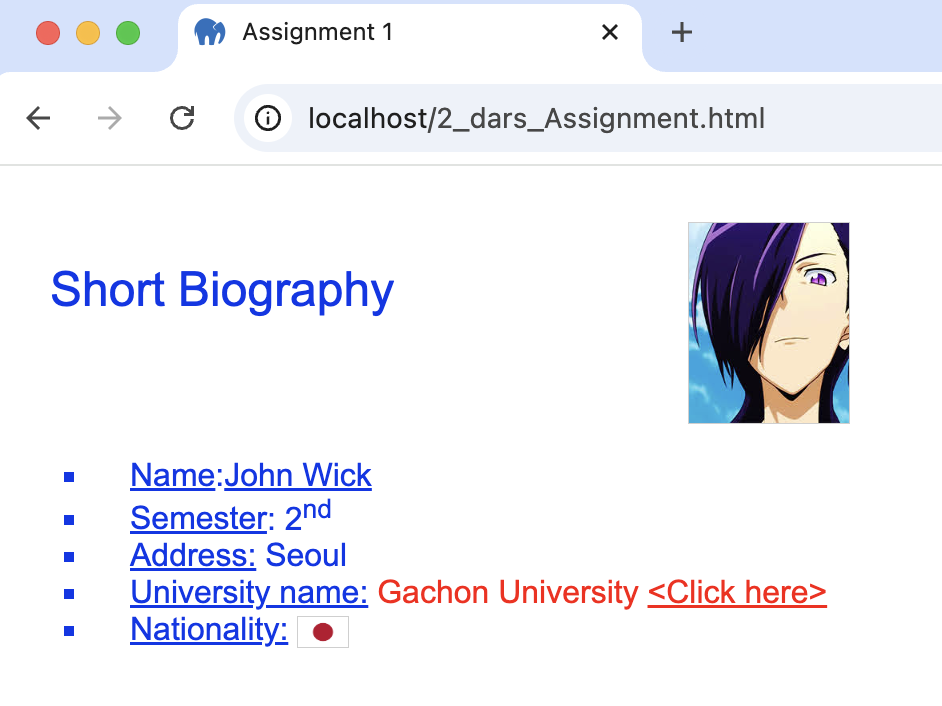 Assignment 1
localhost/2_dars_Assignment.html
Short Biography
Name:John Wick
Semester: 2nd
Address: Seoul
University name: Gachon University <Click here>
Nationality: